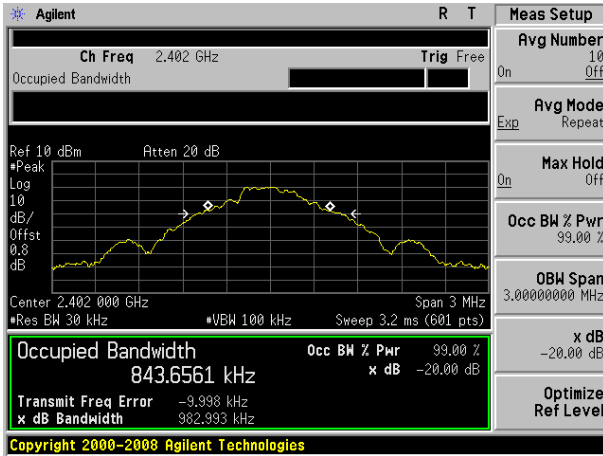 Agilent R T
Ch Freq 2.402 GHz Trig Free
Occupied Bandwidth
Ref 10 dBm Atten 20 dB
#Peak
Log
10
dB/
Offst
0.8
dB
Center 2.402 000 GHz Span 3 MHz
#Res BW 30 kHz #VBW 100 kHz Sweep 3.2 ms (601 pts)
Occupied Bandwidth Occ BW % Pwr 99.00 %
843.6561 kHz x dB -20.00 dB
Transmit Freq Error -9.998 kHz
x dB Bandwidth 982.993 kHz
Copyright 2000-2008 Agilent Technologies
Meas Setup
Avg Number
10
On Off
Avg Mode
Exp Repeat
Max Hold
On Off
Occ BW % Pwr
99.00 %
OBW Span
3.00000000 MHz
x dB
-20.00 dB
Optimize
Ref Level